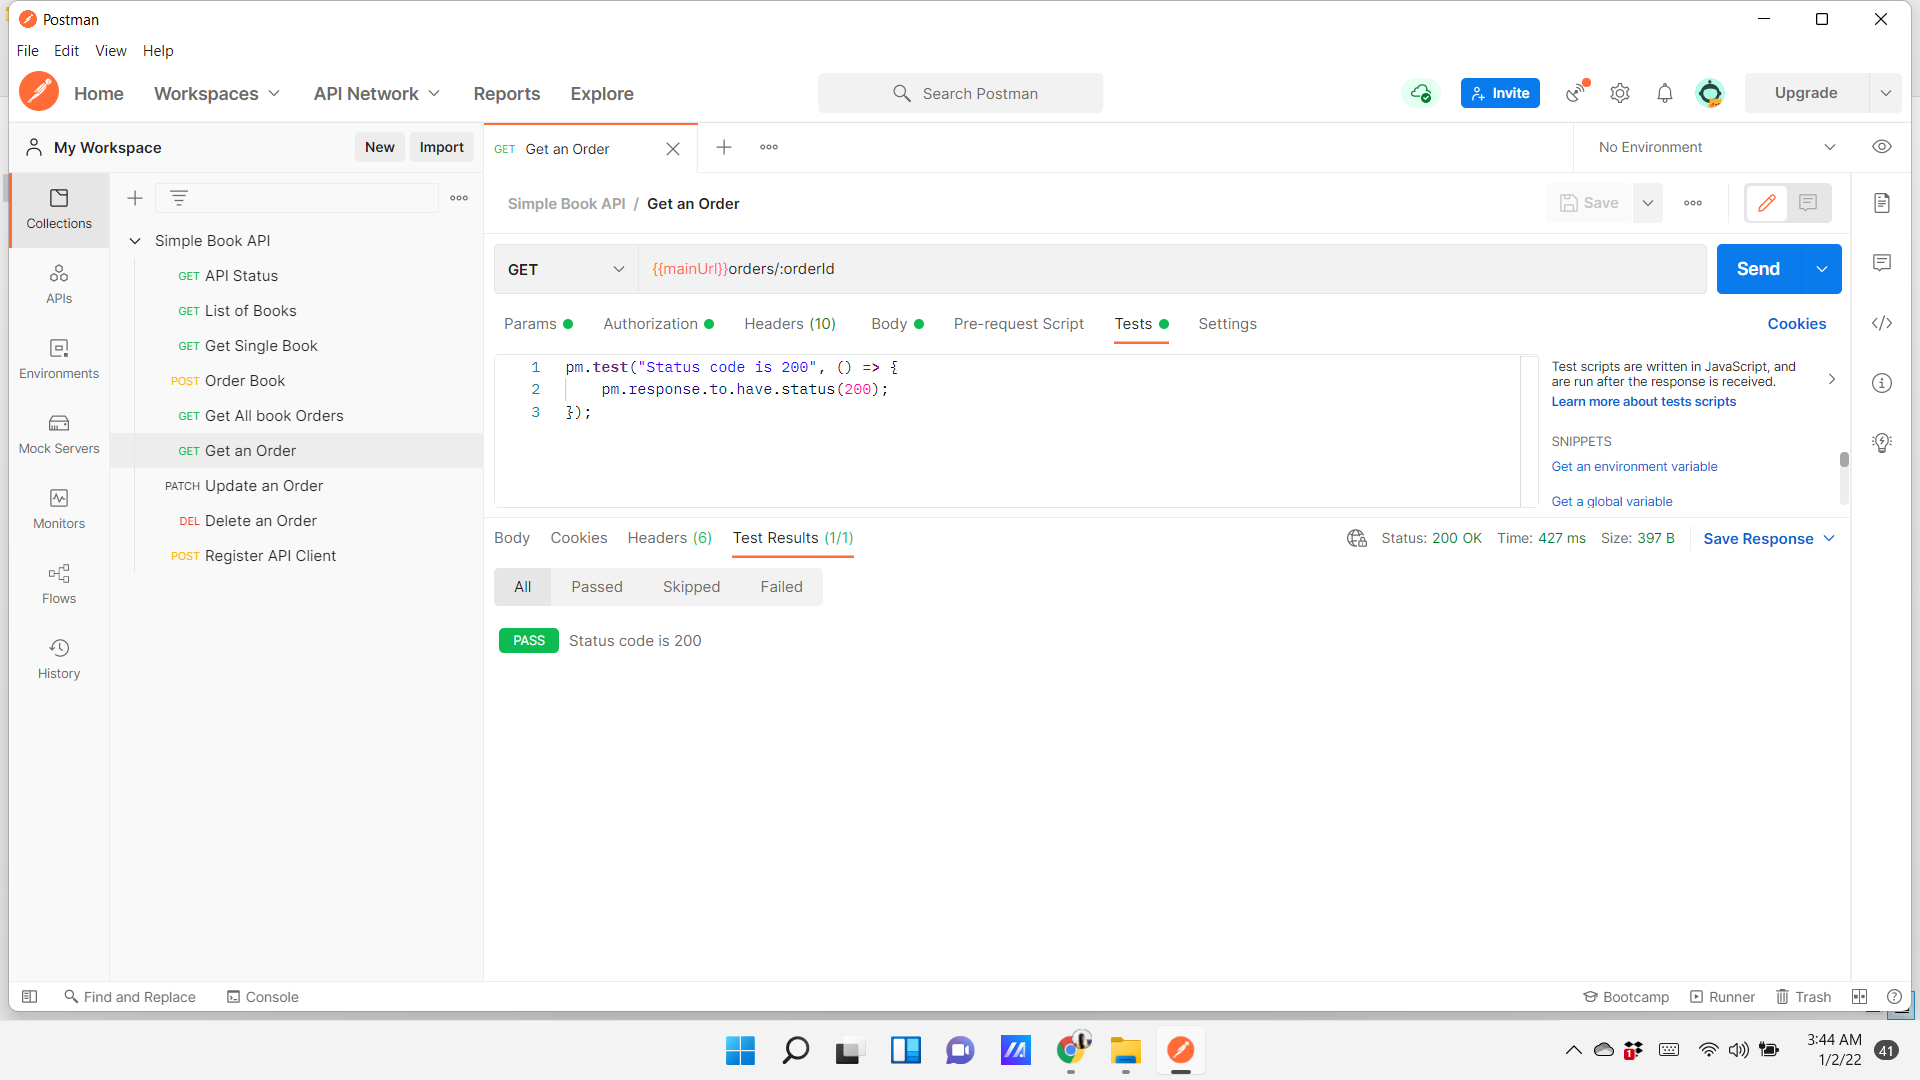 Postman
File Edit View Help
Home Workspaces API Network Reports Explore
Search Postman
Invite
Upgrade
My Workspace
New Import
GET Get an Order
No Environment
Collections
APIs
Environments
Mock Servers
Monitors
Flows
History
Simple Book API
GET API Status
GET List of Books
GET Get Single Book
POST Order Book
GET Get All book Orders
GET Get an Order
PATCH Update an Order
DEL Delete an Order
POST Register API Client
Simple Book API / Get an Order
Save
GET {{mainUrl}}orders/:orderId
Send
Params Authorization Headers (10) Body Pre-request Script Tests Settings
Cookies
1 pm.test("Status code is 200", () => {
2 pm.response.to.have.status(200);
3 });
Test scripts are written in JavaScript, and
are run after the response is received.
Learn more about tests scripts
SNIPPETS
Get an environment variable
Get a global variable
Body Cookies Headers (6) Test Results (1/1)
Status: 200 OK Time: 427 ms Size: 397 B
Save Response
All Passed Skipped Failed
PASS Status code is 200
Find and Replace Console
Bootcamp Runner Trash
1
3:44 AM
1/2/22
41